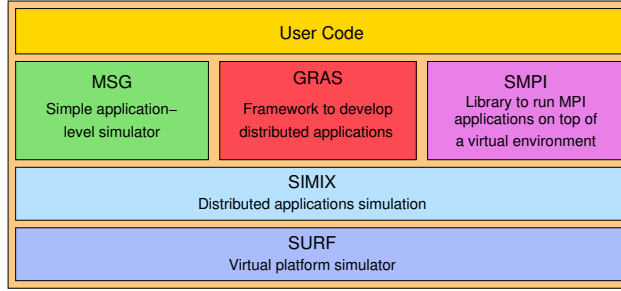 User Code
MSG
Simple application–
level simulator
GRAS
Framework to develop
distributed applications
SMPI
Library to run MPI
applications on top of
a virtual environment
SIMIX
Distributed applications simulation
SURF
Virtual platform simulator